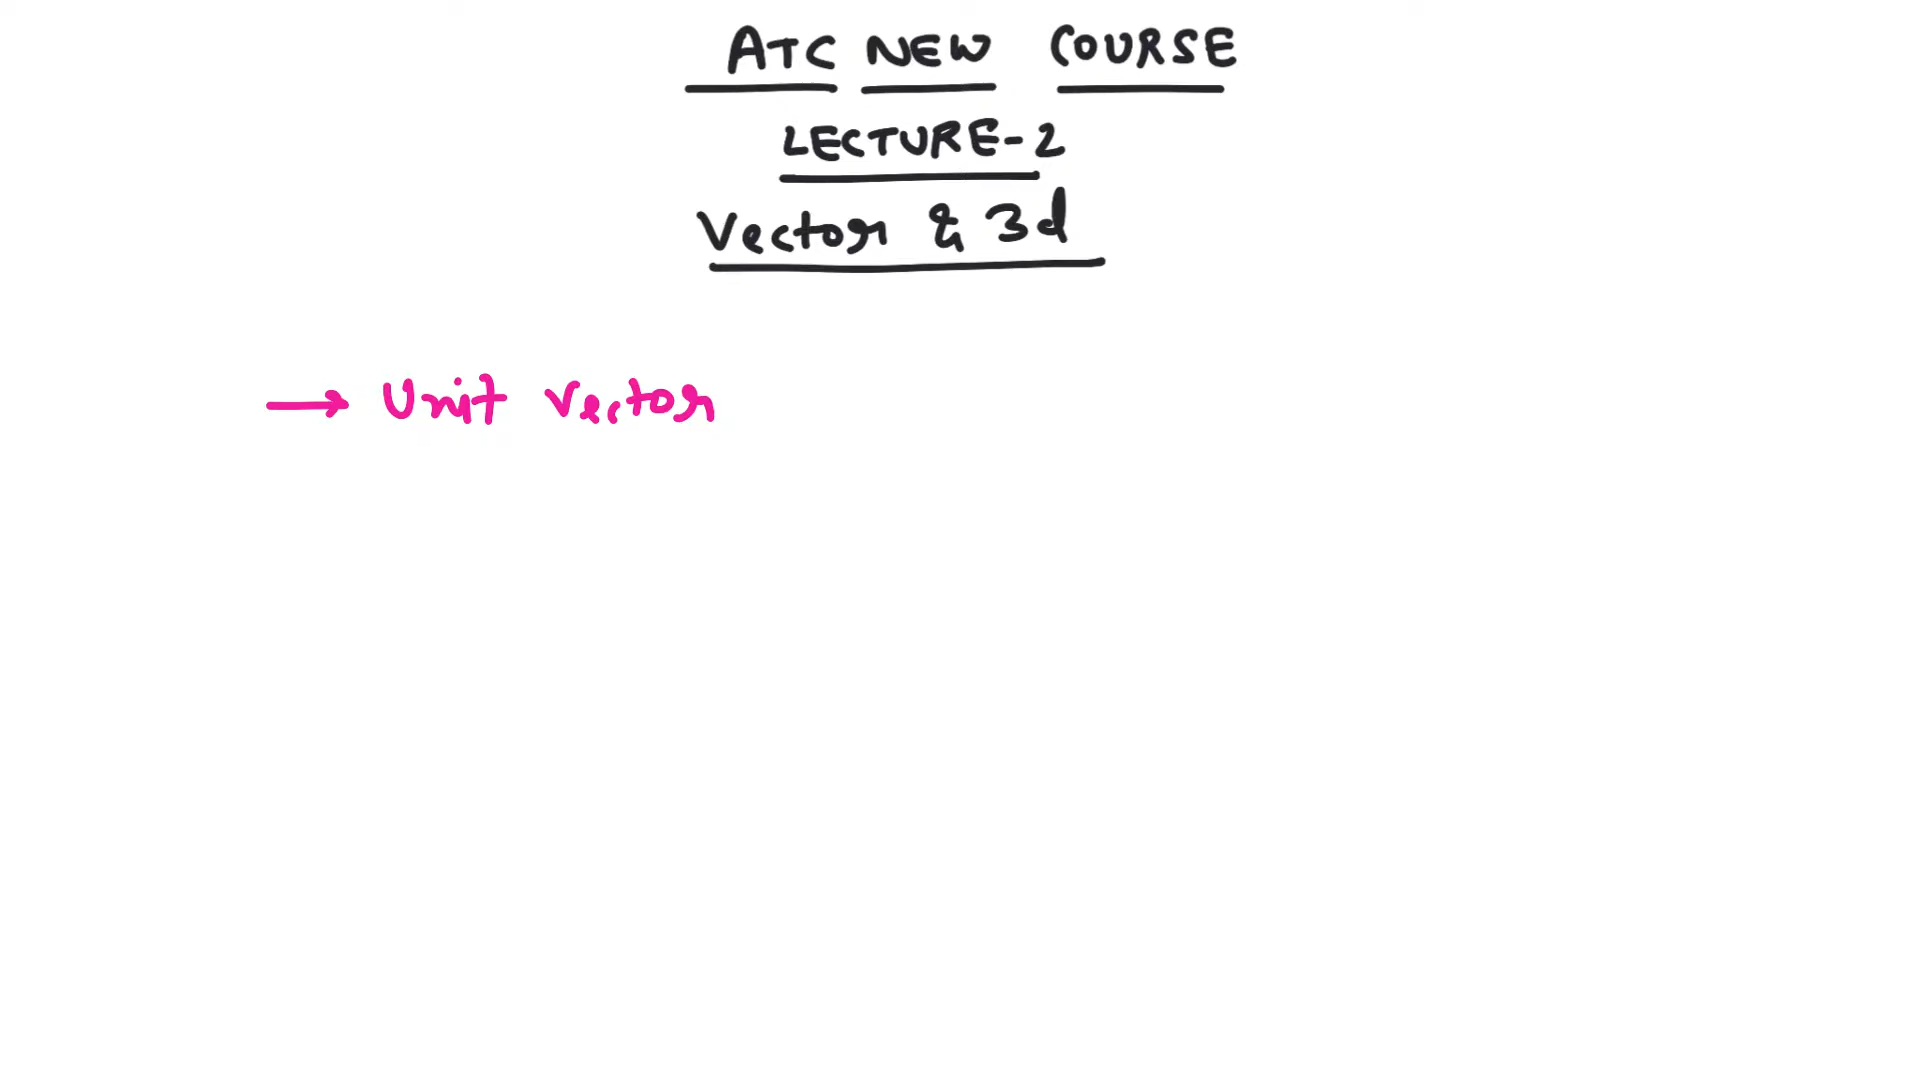 ATC NEW COURSE
LECTURE-2
Vector & 3d
→ Unit Vector